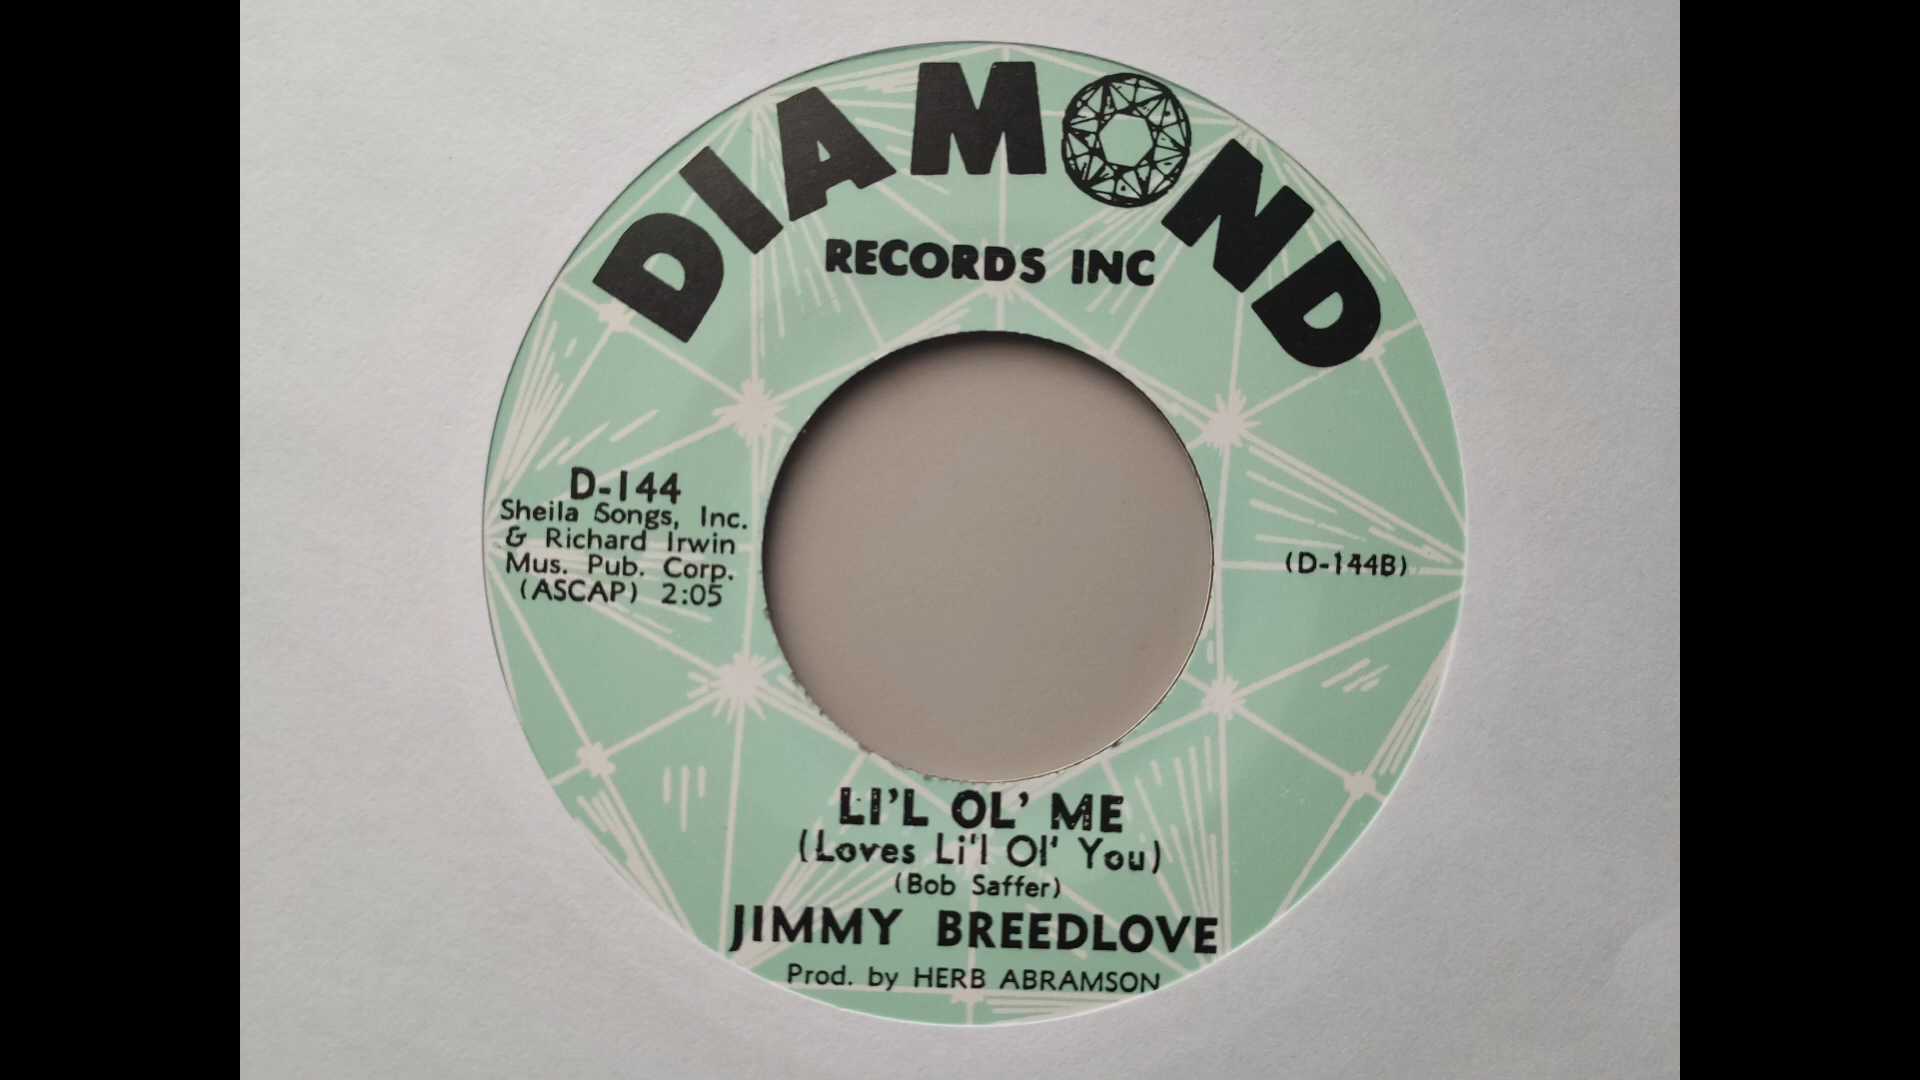 DIAMOND
RECORDS INC
D-144
Sheila Songs, Inc.
& Richard Irwin
Mus. Pub. Corp.
(ASCAP) 2:05
(D-144B)
LI'L OL' ME
(Loves Li'l Ol' You)
(Bob Saffer)
JIMMY BREEDLOVE
Prod. by HERB ABRAMSON